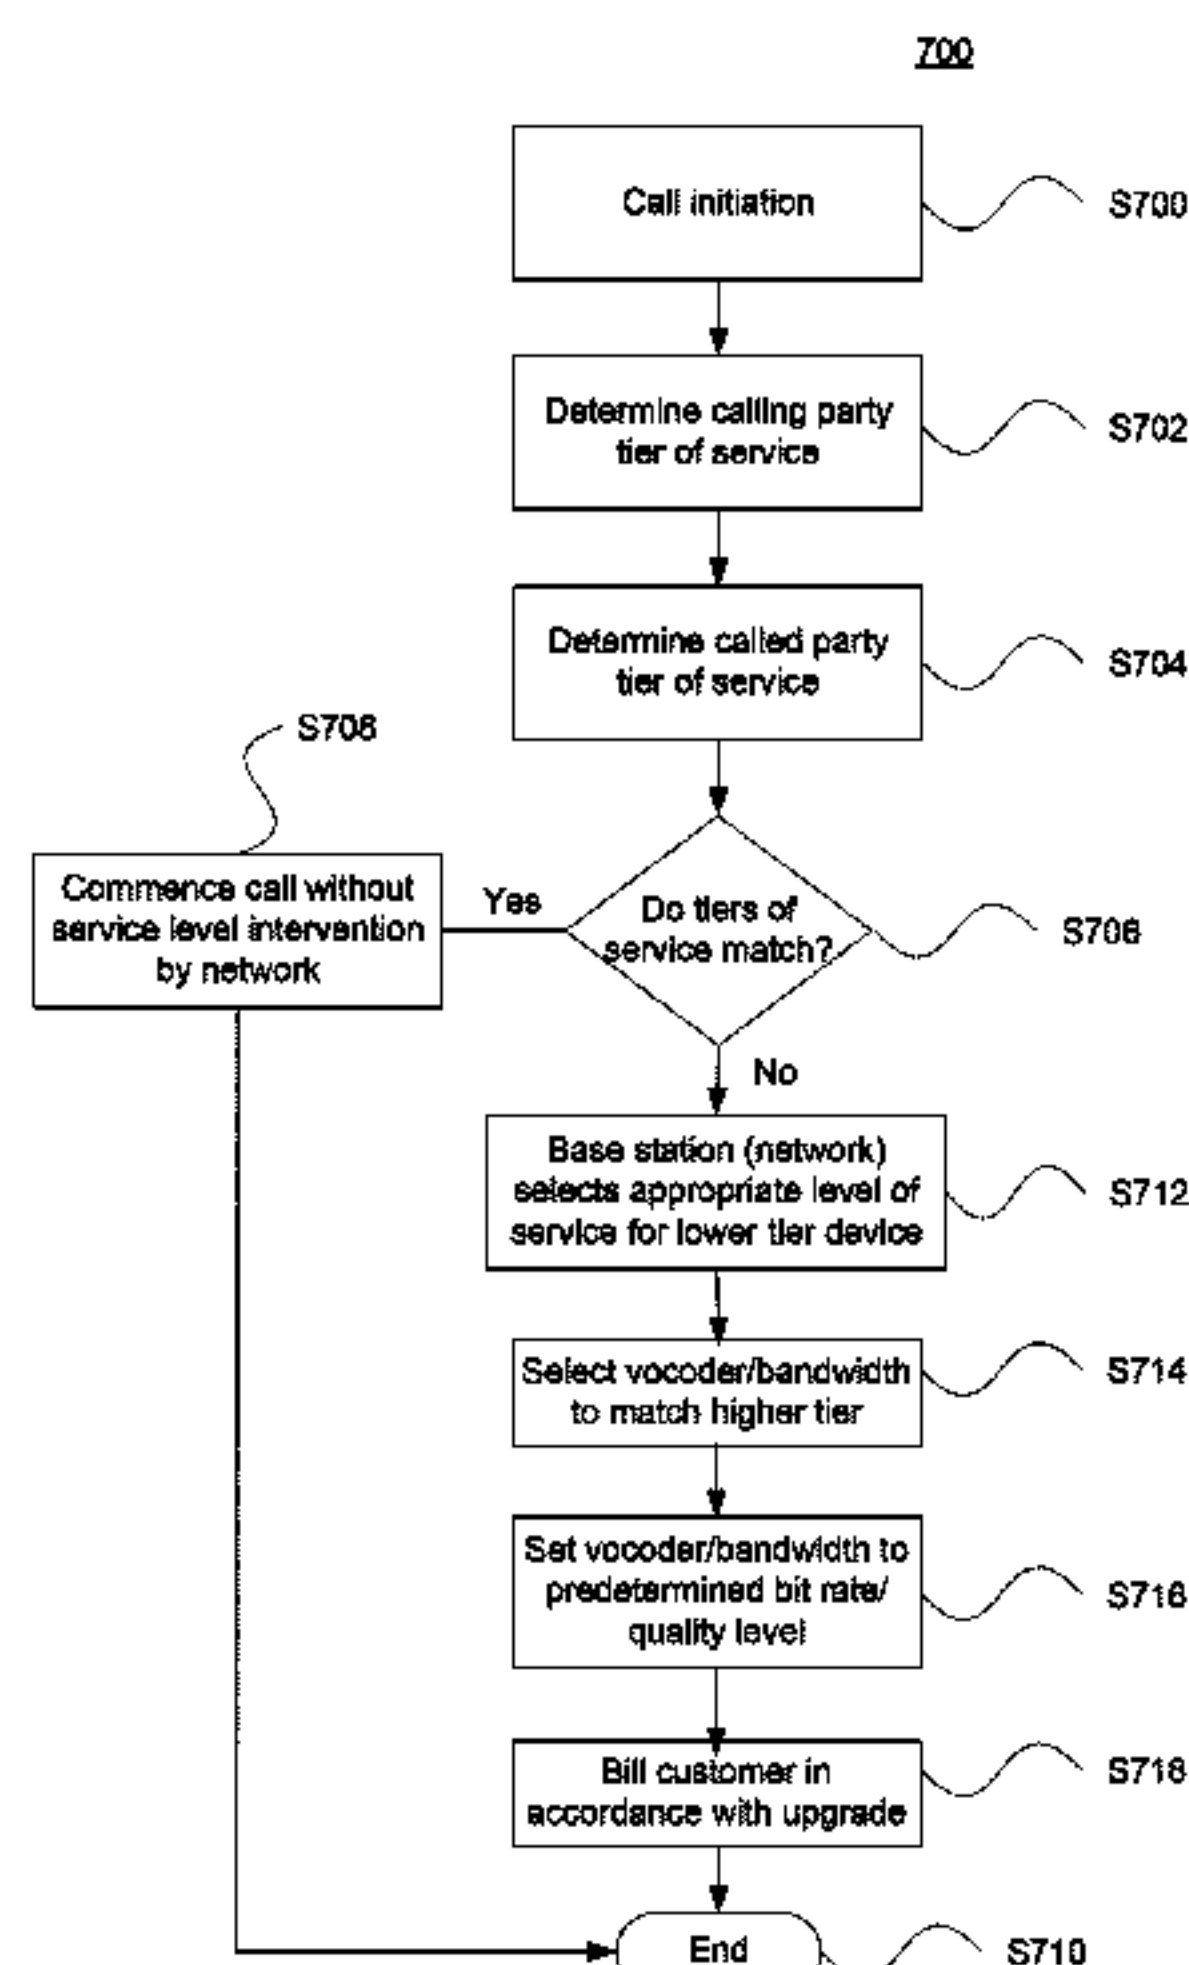 700
Call initiation
S700
Determine calling party
tier of service
S702
Determine called party
tier of service
S704
S708
Commence call without
service level intervention
by network
Yes
Do tiers of
service match?
S706
No
Base station (network)
selects appropriate level of
service for lower tier device
S712
Select vocoder/bandwidth
to match higher tier
S714
Set vocoder/bandwidth to
predetermined bit rate/
quality level
S716
Bill customer in
accordance with upgrade
S718
End
S710